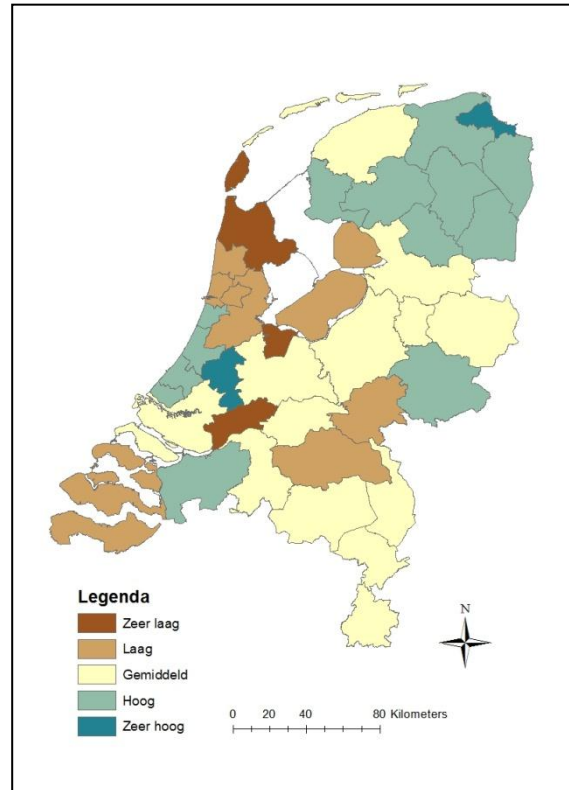 Legenda
Zeer laag
Laag
Gemiddeld
Hoog
Zeer hoog
N
0 20 40 80 Kilometers